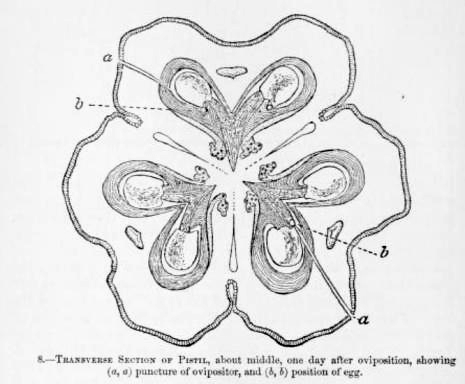 a
b
b
a
8.—TRANSVERSE SECTION OF PISTIL, about middle, one day after oviposition, showing
(a, a) puncture of ovipositor, and (b, b) position of egg.